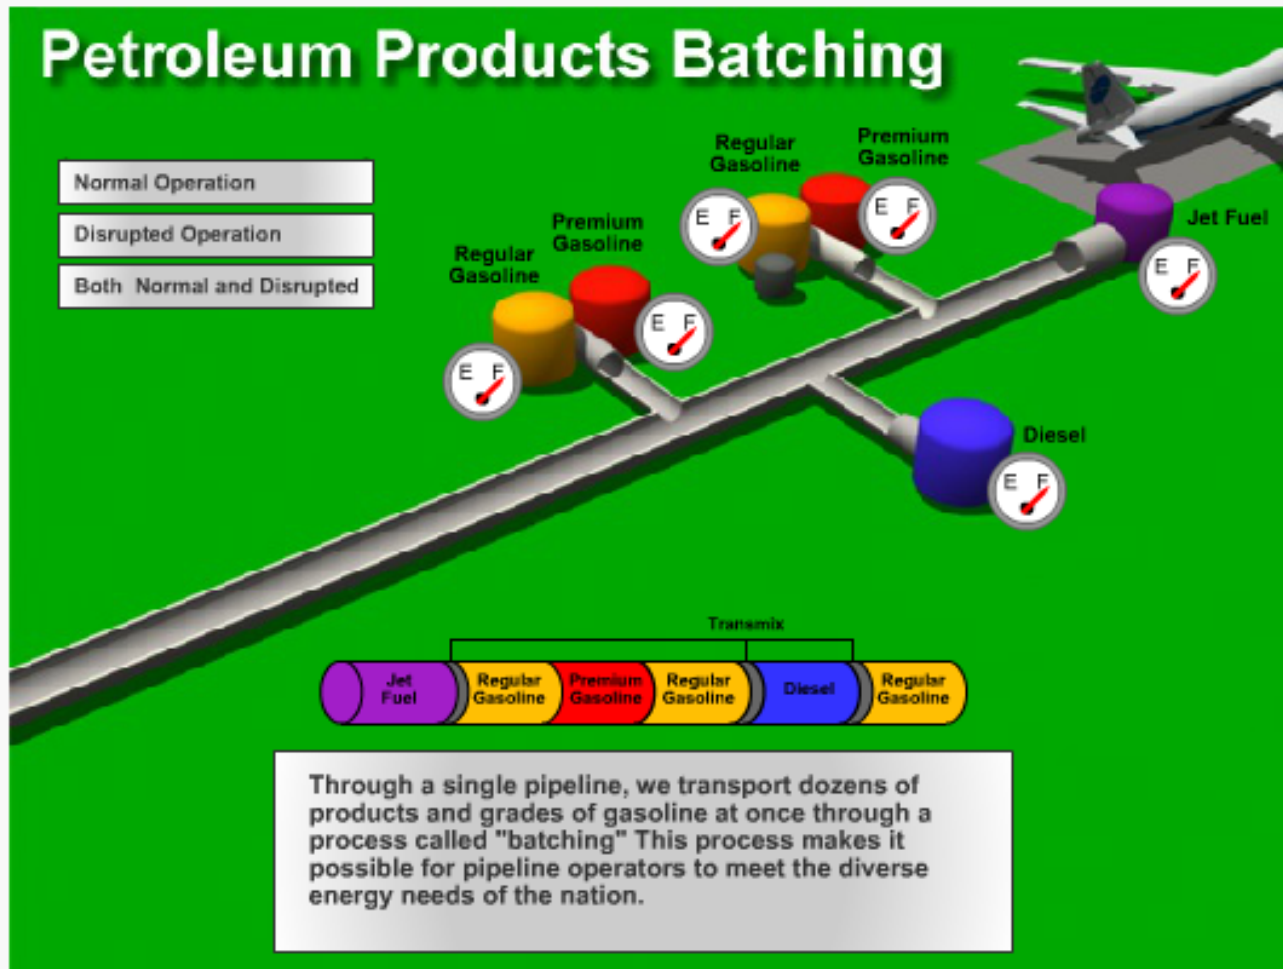 Petroleum Products Batching
Normal Operation
Disrupted Operation
Both Normal and Disrupted
Regular
Gasoline
Premium
Gasoline
Regular
Gasoline
Premium
Gasoline
Jet Fuel
Diesel
E F
E F
E F
E F
E F
E F
Transmix
Jet
Fuel
Regular
Gasoline
Premium
Gasoline
Regular
Gasoline
Diesel
Regular
Gasoline
Through a single pipeline, we transport dozens of
products and grades of gasoline at once through a
process called "batching" This process makes it
possible for pipeline operators to meet the diverse
energy needs of the nation.